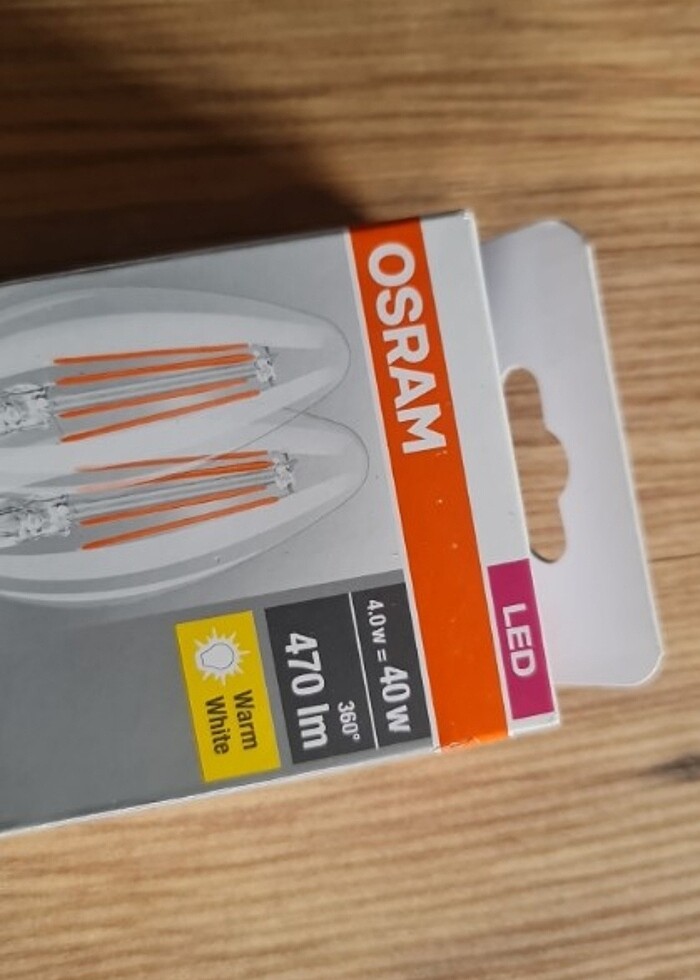 LED
OSRAM
4.0 W = 40 W
360°
470 lm
Warm
White